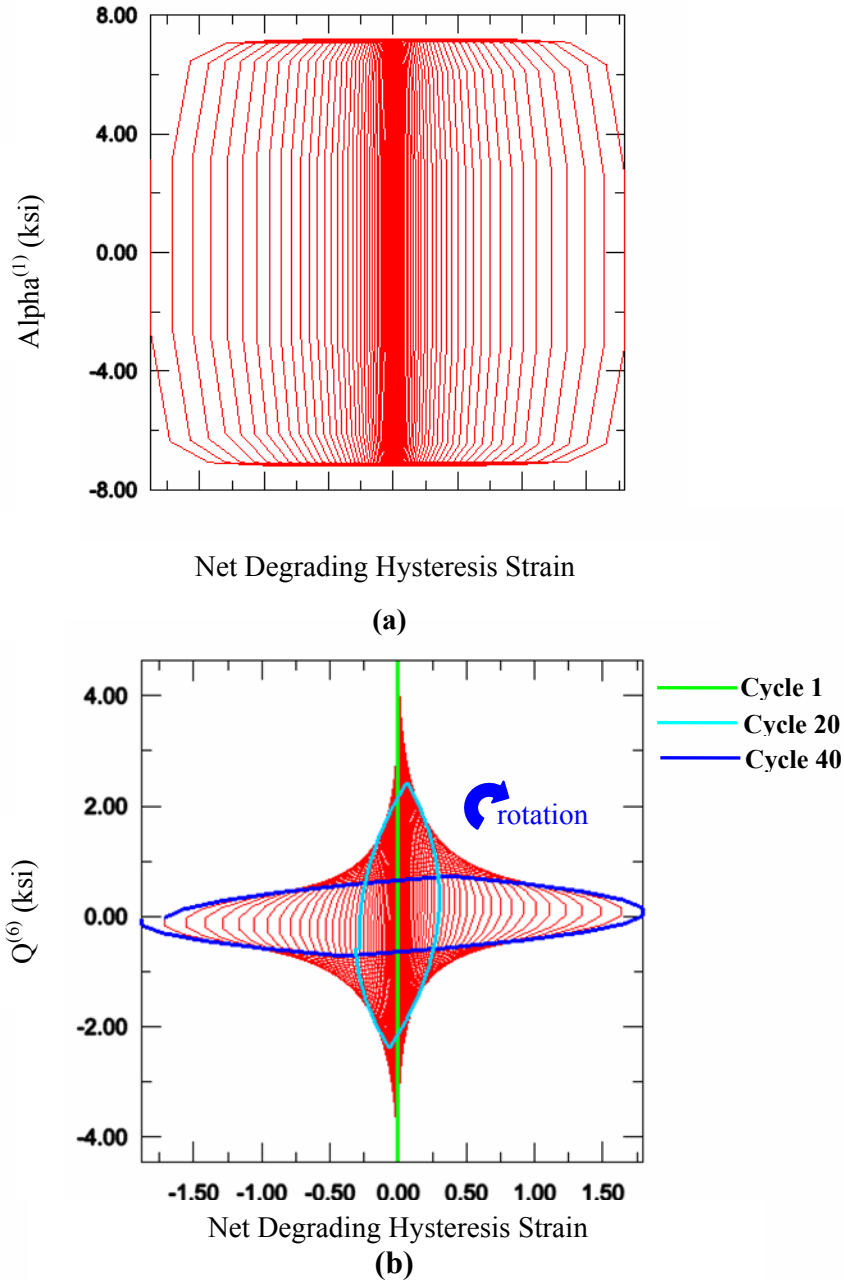 8.00
4.00
0.00
-4.00
-8.00
Alpha(1) (ksi)
Net Degrading Hysteresis Strain
(a)
4.00
2.00
0.00
-2.00
-4.00
Q(6) (ksi)
Cycle 1
Cycle 20
Cycle 40
rotation
-1.50 -1.00 -0.50 0.00 0.50 1.00 1.50
Net Degrading Hysteresis Strain
(b)